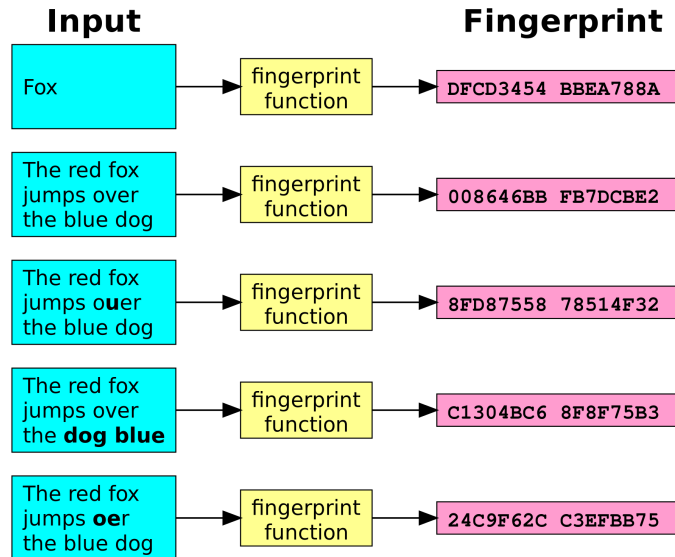 Input
Fingerprint
Fox
fingerprint
function
DFCD3454 BBEA788A
The red fox
jumps over
the blue dog
fingerprint
function
008646BB FB7DCBE2
The red fox
jumps ouer
the blue dog
fingerprint
function
8FD87558 78514F32
The red fox
jumps over
the dog blue
fingerprint
function
C1304BC6 8F8F75B3
The red fox
jumps oer
the blue dog
fingerprint
function
24C9F62C C3EFBB75